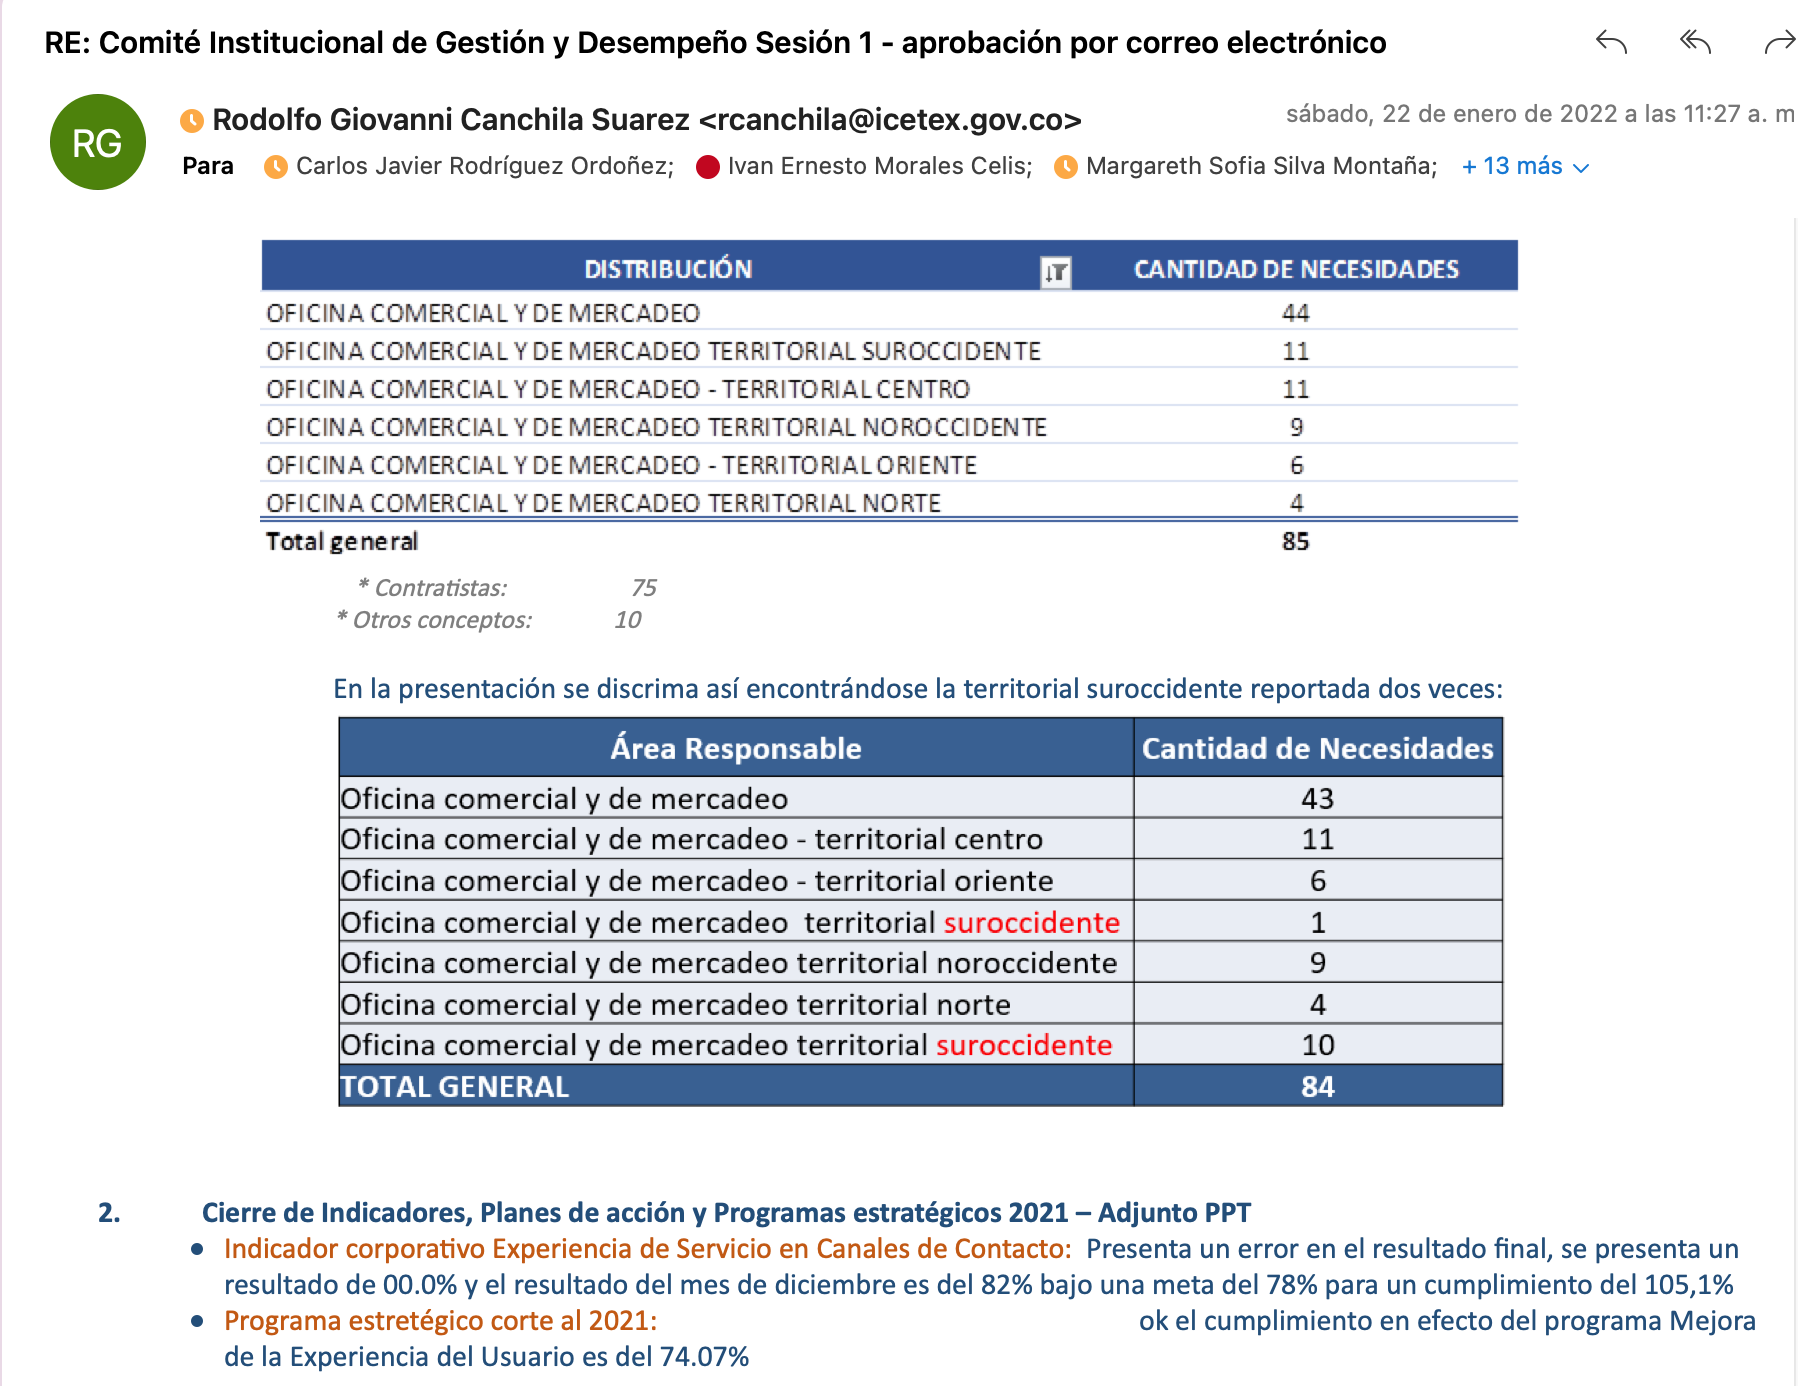 RE: Comité Institucional de Gestión y Desempeño Sesión 1 - aprobación por correo electrónico
RG
Rodolfo Giovanni Canchila Suarez <rcanchila@icetex.gov.co>
sábado, 22 de enero de 2022 a las 11:27 a. m
Para Carlos Javier Rodríguez Ordoñez; Ivan Ernesto Morales Celis; Margareth Sofia Silva Montaña; + 13 más
DISTRIBUCIÓN CANTIDAD DE NECESIDADES
OFICINA COMERCIAL Y DE MERCADEO 44
OFICINA COMERCIAL Y DE MERCADEO TERRITORIAL SUROCCIDENTE 11
OFICINA COMERCIAL Y DE MERCADEO - TERRITORIAL CENTRO 11
OFICINA COMERCIAL Y DE MERCADEO TERRITORIAL NOROCCIDENTE 9
OFICINA COMERCIAL Y DE MERCADEO - TERRITORIAL ORIENTE 6
OFICINA COMERCIAL Y DE MERCADEO TERRITORIAL NORTE 4
Total general 85
* Contratistas: 75
* Otros conceptos: 10
En la presentación se discrima así encontrándose la territorial suroccidente reportada dos veces:
Área Responsable Cantidad de Necesidades
Oficina comercial y de mercadeo 43
Oficina comercial y de mercadeo - territorial centro 11
Oficina comercial y de mercadeo - territorial oriente 6
Oficina comercial y de mercadeo territorial suroccidente 1
Oficina comercial y de mercadeo territorial noroccidente 9
Oficina comercial y de mercadeo territorial norte 4
Oficina comercial y de mercadeo territorial suroccidente 10
TOTAL GENERAL 84
2. Cierre de Indicadores, Planes de acción y Programas estratégicos 2021 – Adjunto PPT
• Indicador corporativo Experiencia de Servicio en Canales de Contacto: Presenta un error en el resultado final, se presenta un
resultado de 00.0% y el resultado del mes de diciembre es del 82% bajo una meta del 78% para un cumplimiento del 105,1%
• Programa estretégico corte al 2021: ok el cumplimiento en efecto del programa Mejora
de la Experiencia del Usuario es del 74.07%